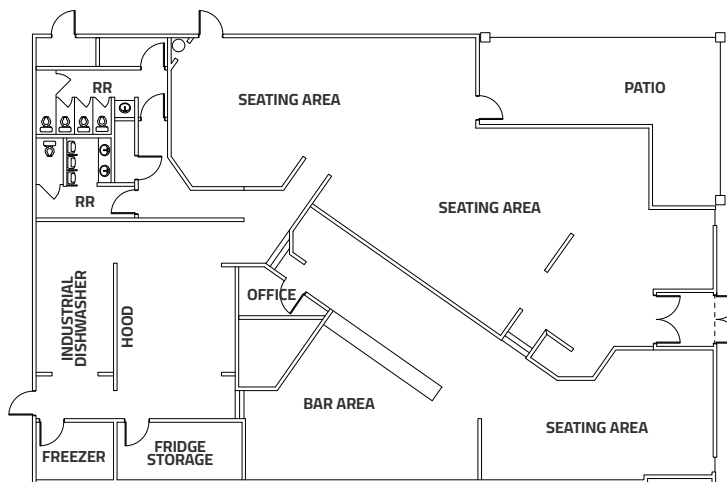 RR
SEATING AREA
PATIO
RR
SEATING AREA
INDUSTRIAL
DISHWASHER
HOOD
OFFICE
BAR AREA
SEATING AREA
FREEZER
FRIDGE
STORAGE